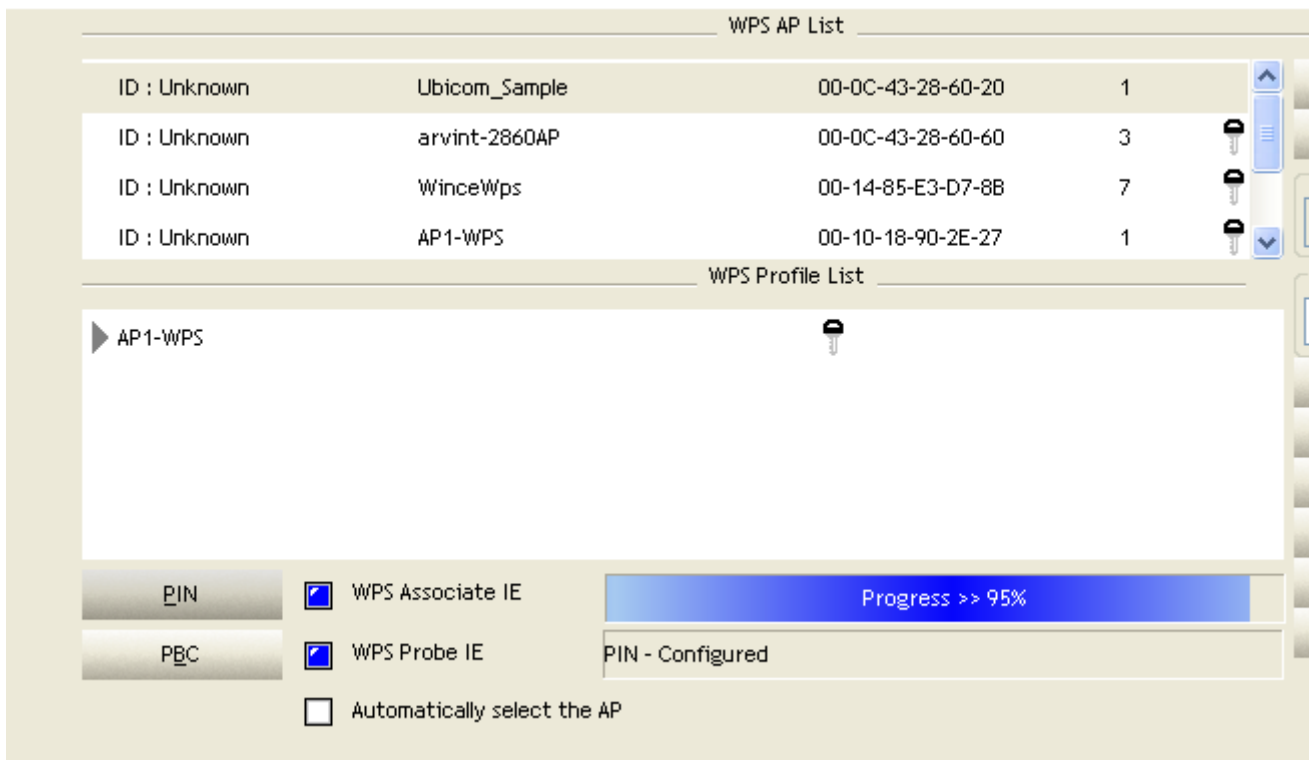 WPS AP List
ID : Unknown Ubicom_Sample 00-0C-43-28-60-20 1
ID : Unknown arvint-2860AP 00-0C-43-28-60-60 3
ID : Unknown WinceWps 00-14-85-E3-D7-8B 7
ID : Unknown AP1-WPS 00-10-18-90-2E-27 1
WPS Profile List
AP1-WPS
PIN WPS Associate IE Progress >> 95%
PBC WPS Probe IE PIN - Configured
Automatically select the AP